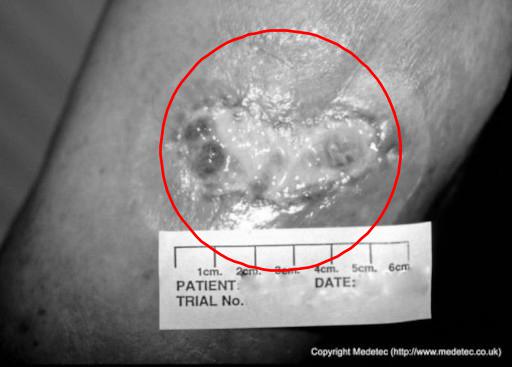 1cm. 2cm. 3cm. 4cm. 5cm. 6cm
PATIENT.
DATE:
TRIAL No.
Copyright Medetec (http://www.medetec.co.uk)